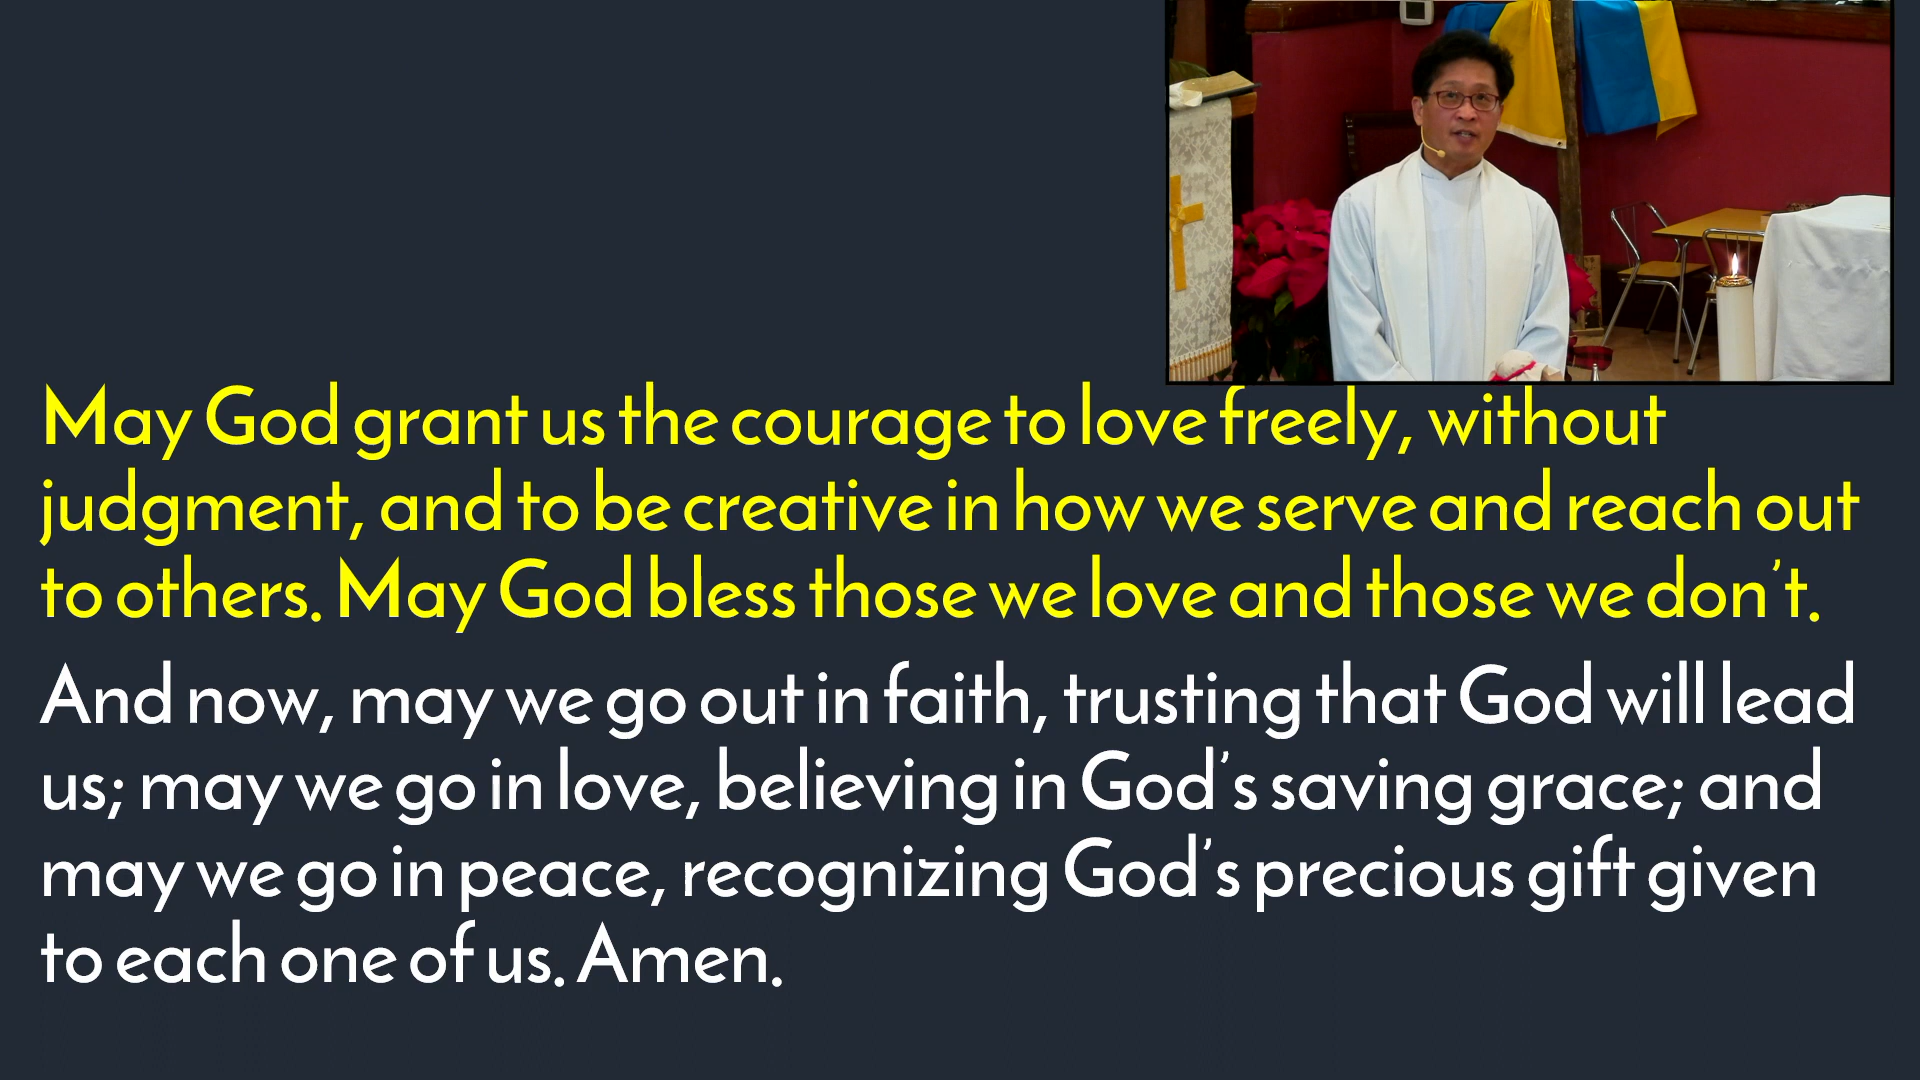 May God grant us the courage to love freely, without
judgment, and to be creative in how we serve and reach out
to others. May God bless those we love and those we don’t.
And now, may we go out in faith, trusting that God will lead
us; may we go in love, believing in God’s saving grace; and
may we go in peace, recognizing God’s precious gift given
to each one of us. Amen.